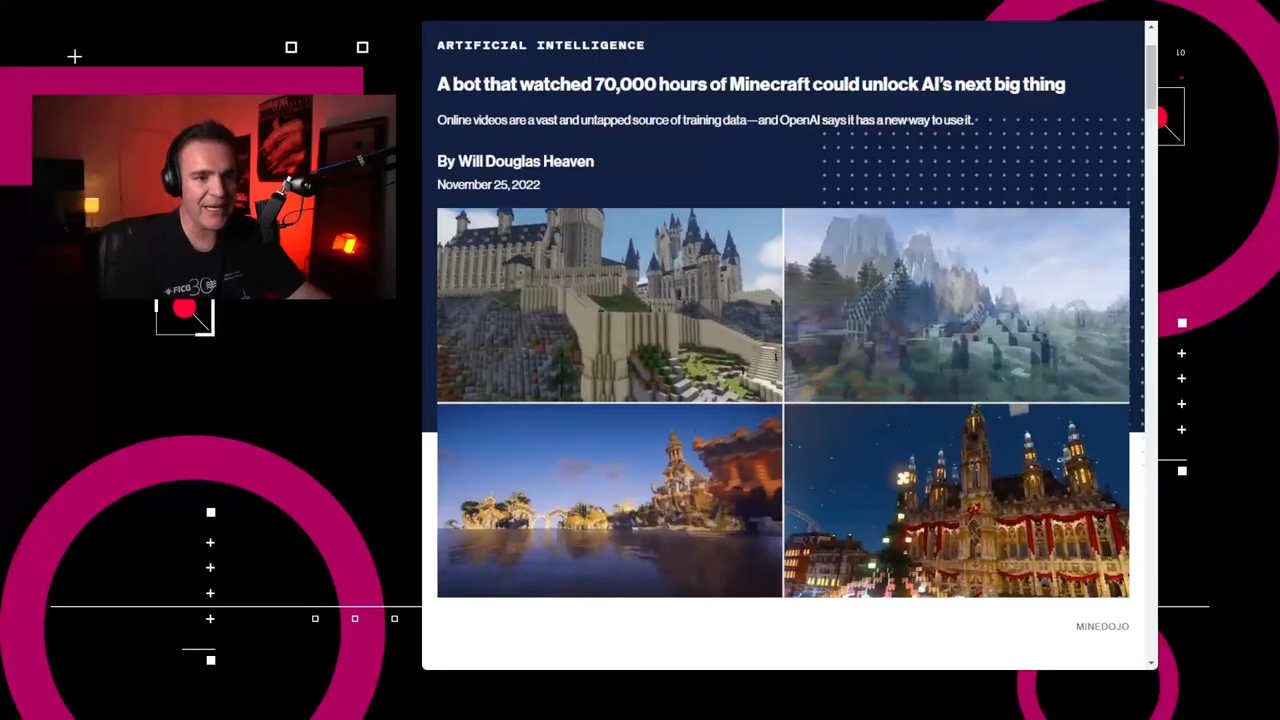 ARTIFICIAL INTELLIGENCE
A bot that watched 70,000 hours of Minecraft could unlock AI's next big thing
Online videos are a vast and untapped source of training data—and OpenAI says it has a new way to use it.
By Will Douglas Heaven
November 25, 2022
FICG 30
MINEDOJO